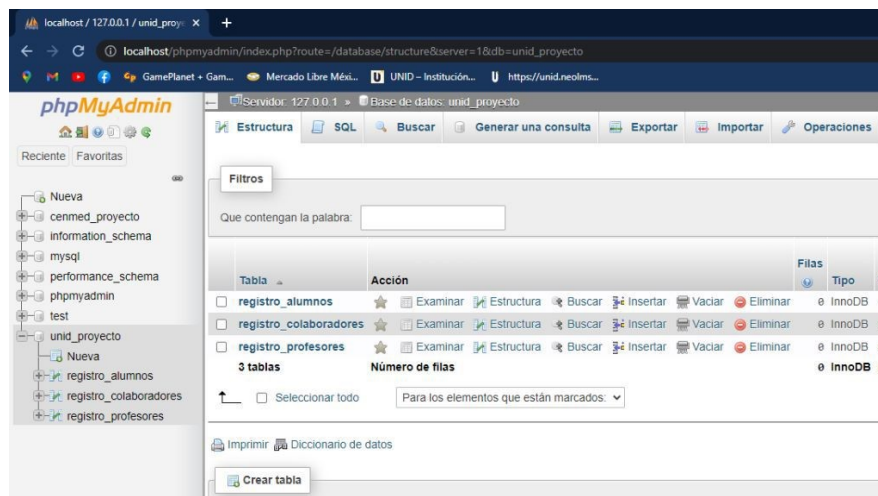 localhost / 127.0.0.1 / unid_proye
localhost/phpmyadmin/index.php?route=/database/structure&server=1&db=unid_proyecto
GamePlanet + Gam... Mercado Libre Méxi... UNID – Institución... https://unid.neolms...
phpMyAdmin
Reciente Favoritas
Nueva
cenmed_proyecto
information_schema
mysql
performance_schema
phpmyadmin
test
unid_proyecto
Nueva
registro_alumnos
registro_colaboradores
registro_profesores
Servidor: 127.0.0.1 » Base de datos: unid_proyecto
Estructura SQL Buscar Generar una consulta Exportar Importar Operaciones
Filtros
Que contengan la palabra:
Tabla Acción Filas Tipo
registro_alumnos Examinar Estructura Buscar Insertar Vaciar Eliminar 0 InnoDB
registro_colaboradores Examinar Estructura Buscar Insertar Vaciar Eliminar 0 InnoDB
registro_profesores Examinar Estructura Buscar Insertar Vaciar Eliminar 0 InnoDB
3 tablas Número de filas 0 InnoDB
Seleccionar todo Para los elementos que están marcados:
Imprimir Diccionario de datos
Crear tabla